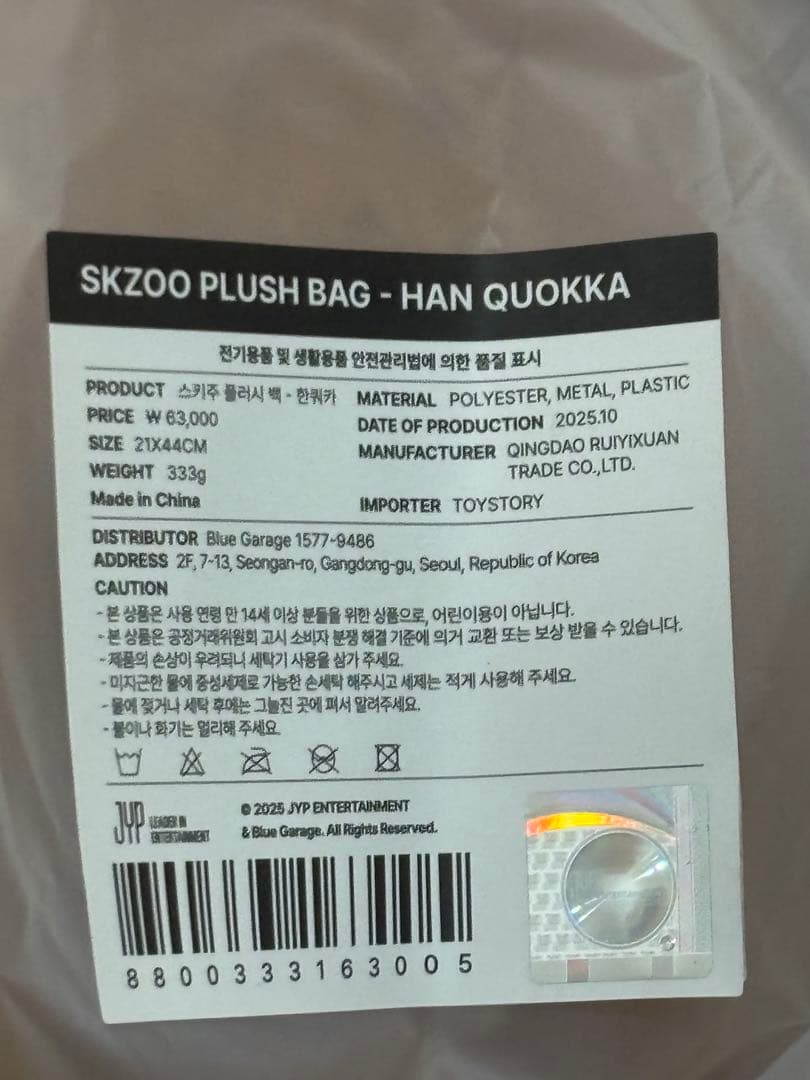 SKZOO PLUSH BAG - HAN QUOKKA
전기용품 및 생활용품 안전관리법에 의한 품질 표시
PRODUCT 스키주 플러시 백 - 한쿼카
PRICE ₩ 63,000
SIZE 21X44CM
WEIGHT 333g
Made in China
MATERIAL POLYESTER, METAL, PLASTIC
DATE OF PRODUCTION 2025.10
MANUFACTURER QINGDAO RUIYIXUAN
TRADE CO.,LTD.
IMPORTER TOYSTORY
DISTRIBUTOR Blue Garage 1577-9486
ADDRESS 2F, 7-13, Seongan-ro, Gangdong-gu, Seoul, Republic of Korea
CAUTION
- 본 상품은 사용 연령 만 14세 이상 분들을 위한 상품으로, 어린이용이 아닙니다.
- 본 상품은 공정거래위원회 고시 소비자 분쟁 해결 기준에 의거 교환 또는 보상 받을 수 있습니다.
- 제품의 손상이 우려되니 세탁기 사용을 삼가 주세요.
- 미지근한 물에 중성세제로 가능한 손세탁 해주시고 세제는 적게 사용해 주세요.
- 물에 젖거나 세탁 후에는 그늘진 곳에 펴서 말려주세요.
- 불이나 화기는 멀리해 주세요.
JYP LEADER IN
ENTERTAINMENT
© 2025 JYP ENTERTAINMENT
& Blue Garage. All Rights Reserved.
8800333163005